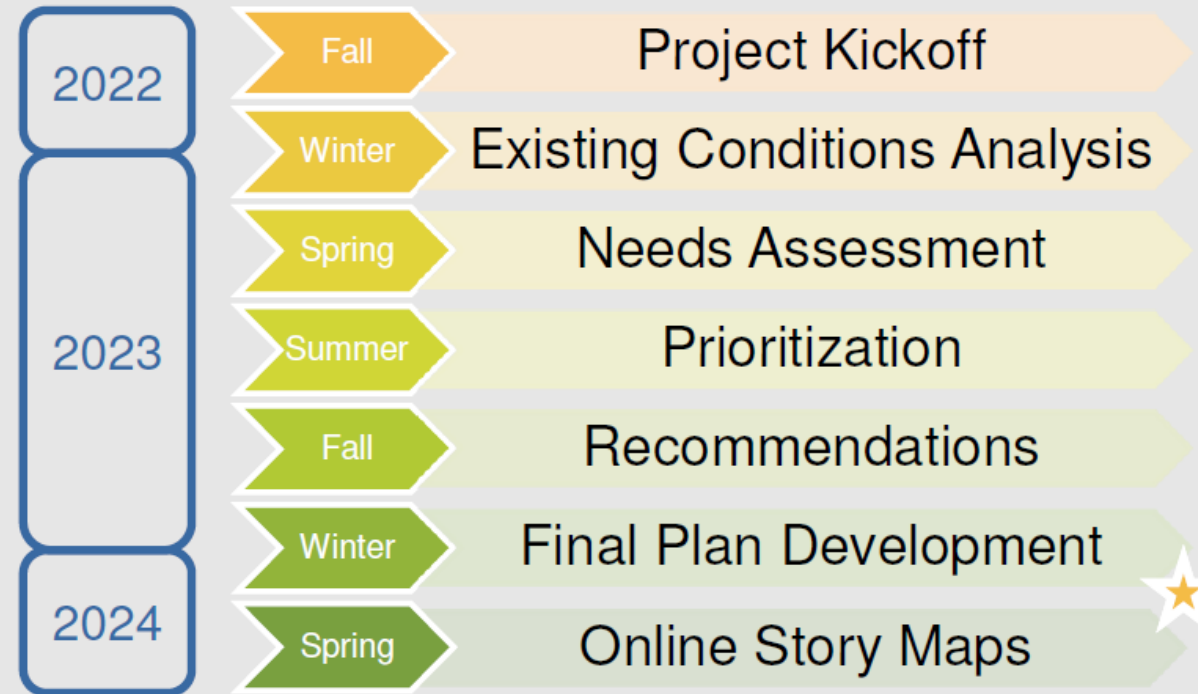 2022
Fall
Project Kickoff
Winter
Existing Conditions Analysis
2023
Spring
Needs Assessment
Summer
Prioritization
Fall
Recommendations
Winter
Final Plan Development
2024
Spring
Online Story Maps